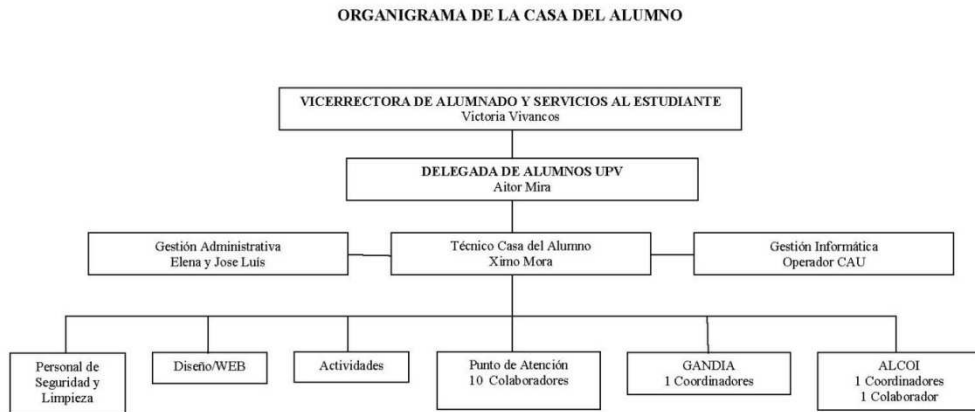 ORGANIGRAMA DE LA CASA DEL ALUMNO
VICERRECTORA DE ALUMNADO Y SERVICIOS AL ESTUDIANTE
Victoria Vivancos
DELEGADA DE ALUMNOS UPV
Aitor Mira
Gestión Administrativa
Elena y Jose Luís
Técnico Casa del Alumno
Ximo Mora
Gestión Informática
Operador CAU
Personal de
Seguridad y
Limpieza
Diseño/WEB
Actividades
Punto de Atención
10 Colaboradores
GANDIA
1 Coordinadores
ALCOI
1 Coordinadores
1 Colaborador